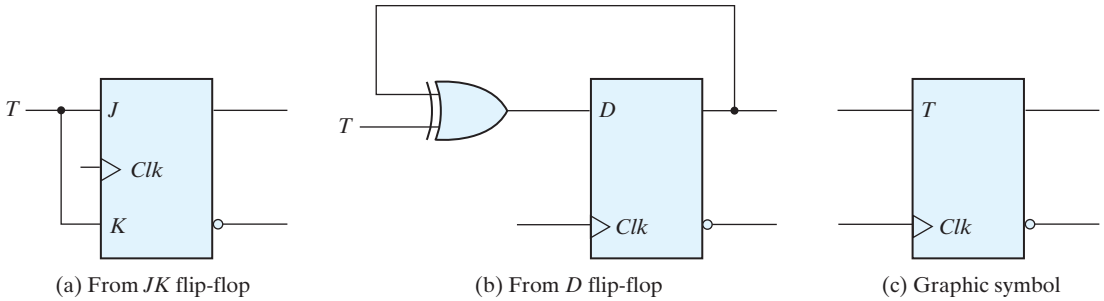 T
J
Clk
K
(a) From JK flip-flop
T
D
Clk
(b) From D flip-flop
T
Clk
(c) Graphic symbol